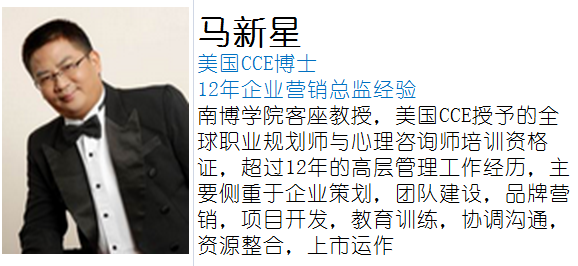 马新星
美国CCE博士
12年企业营销总监经验
南博学院客座教授，美国CCE授予的全
球职业规划师与心理咨询师培训资格
证，超过12年的高层管理工作经历，主
要侧重于企业策划，团队建设，品牌营
销，项目开发，教育训练，协调沟通，
资源整合，上市运作